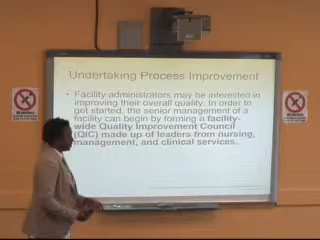 Undertaking Process Improvement
• Facility administrators may be interested in
improving their overall quality. In order to
get started, the senior management of a
facility can begin by forming a facility-
wide Quality Improvement Council
(QIC) made up of leaders from nursing,
management, and clinical services.